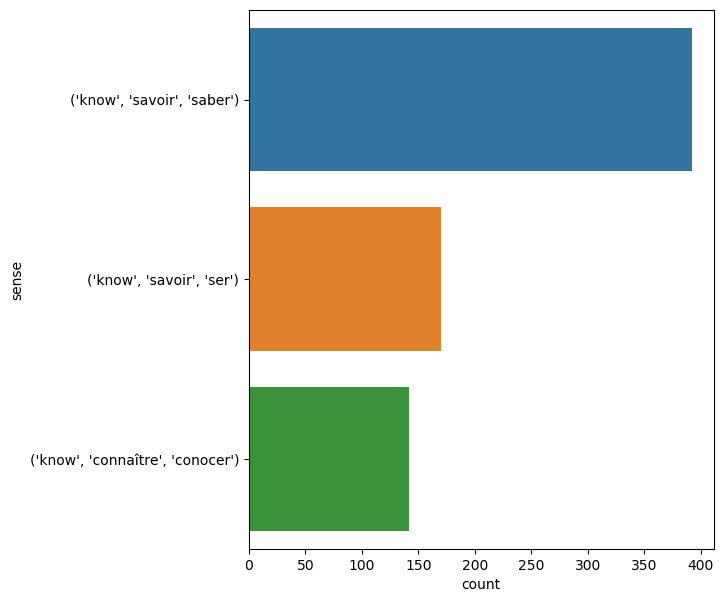 ('know', 'savoir', 'saber')
('know', 'savoir', 'ser')
('know', 'connaître', 'conocer')
sense
0 50 100 150 200 250 300 350 400
count